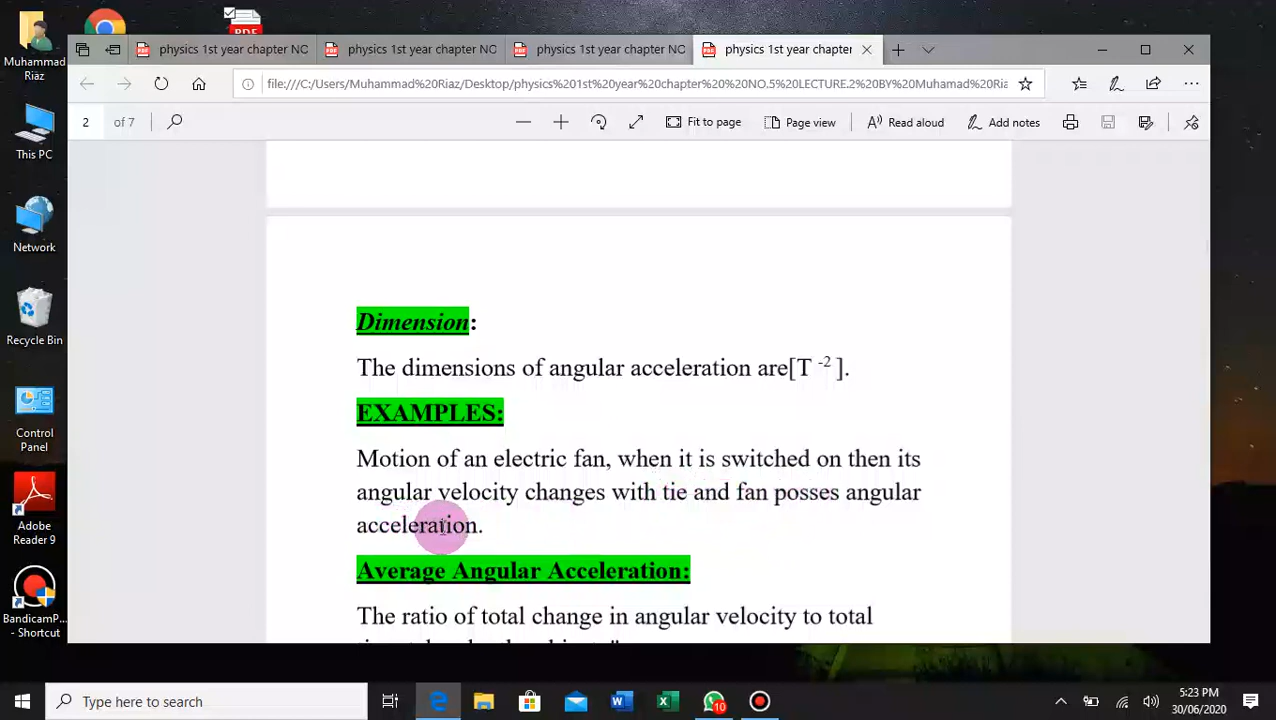 PDF
Muhammad
Riaz
physics 1st year chapter NO
physics 1st year chapter NO
physics 1st year chapter NO
physics 1st year chapter
file:///C:/Users/Muhammad%20Riaz/Desktop/physics%201st%20year%20chapter%20%20NO.5%20LECTURE.2%20BY%20Muhamad%20Ria
2 of 7
Fit to page
Page view
Read aloud
Add notes
This PC
Network
Recycle Bin
Control
Panel
Adobe
Reader 9
BandicamP...
- Shortcut
Dimension:
The dimensions of angular acceleration are[T -2 ].
EXAMPLES:
Motion of an electric fan, when it is switched on then its
angular velocity changes with tie and fan posses angular
acceleration.
Average Angular Acceleration:
The ratio of total change in angular velocity to total
Type here to search
10
5:23 PM
30/06/2020